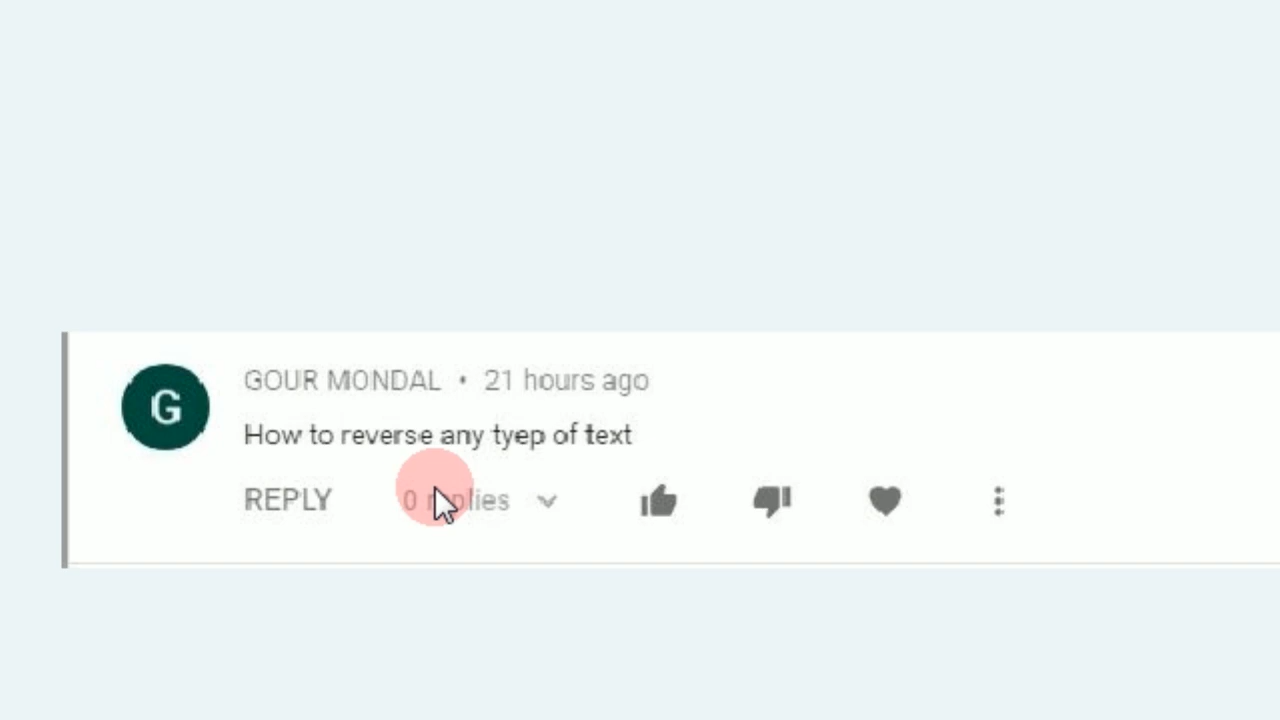 G
GOUR MONDAL • 21 hours ago
How to reverse any tyep of text
REPLY 0 replies